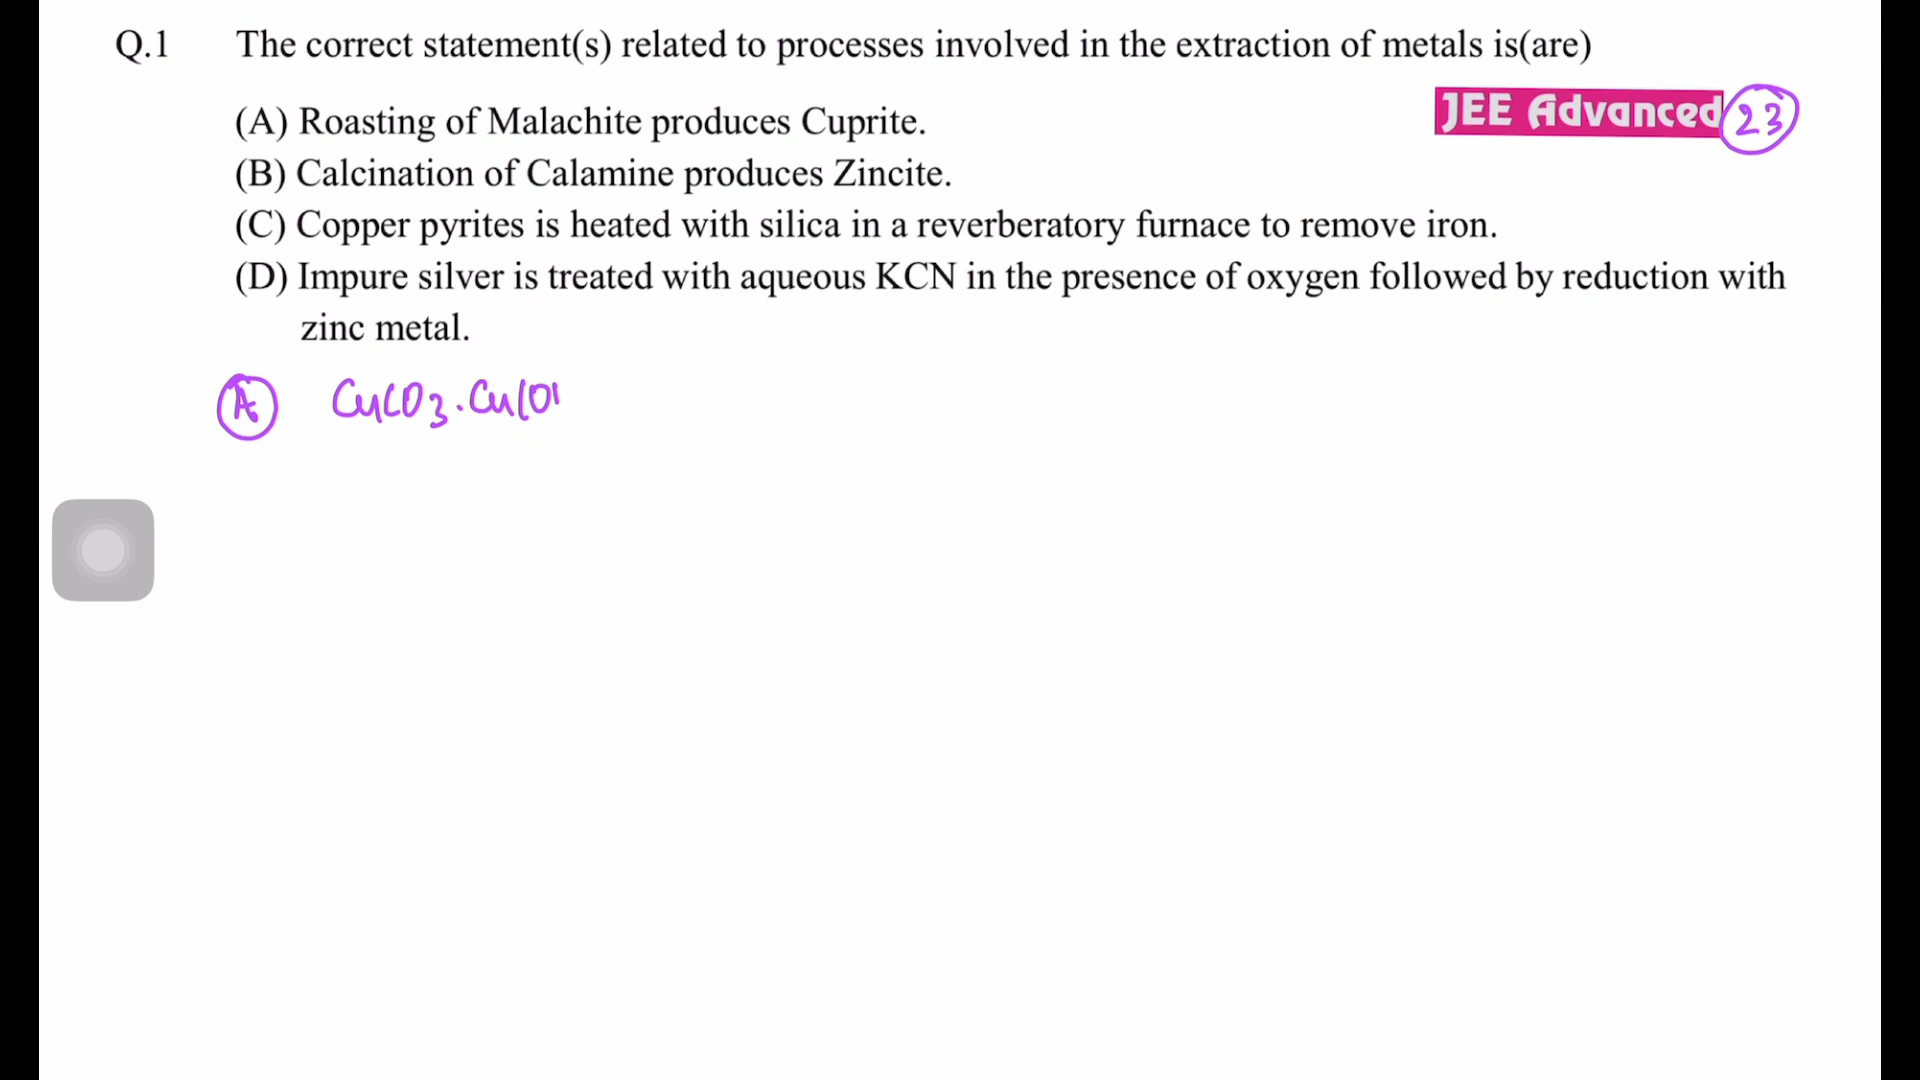 Q.1 The correct statement(s) related to processes involved in the extraction of metals is(are)
JEE Advanced 23
(A) Roasting of Malachite produces Cuprite.
(B) Calcination of Calamine produces Zincite.
(C) Copper pyrites is heated with silica in a reverberatory furnace to remove iron.
(D) Impure silver is treated with aqueous KCN in the presence of oxygen followed by reduction with
zinc metal.
(A) CuCO3.Cu(O